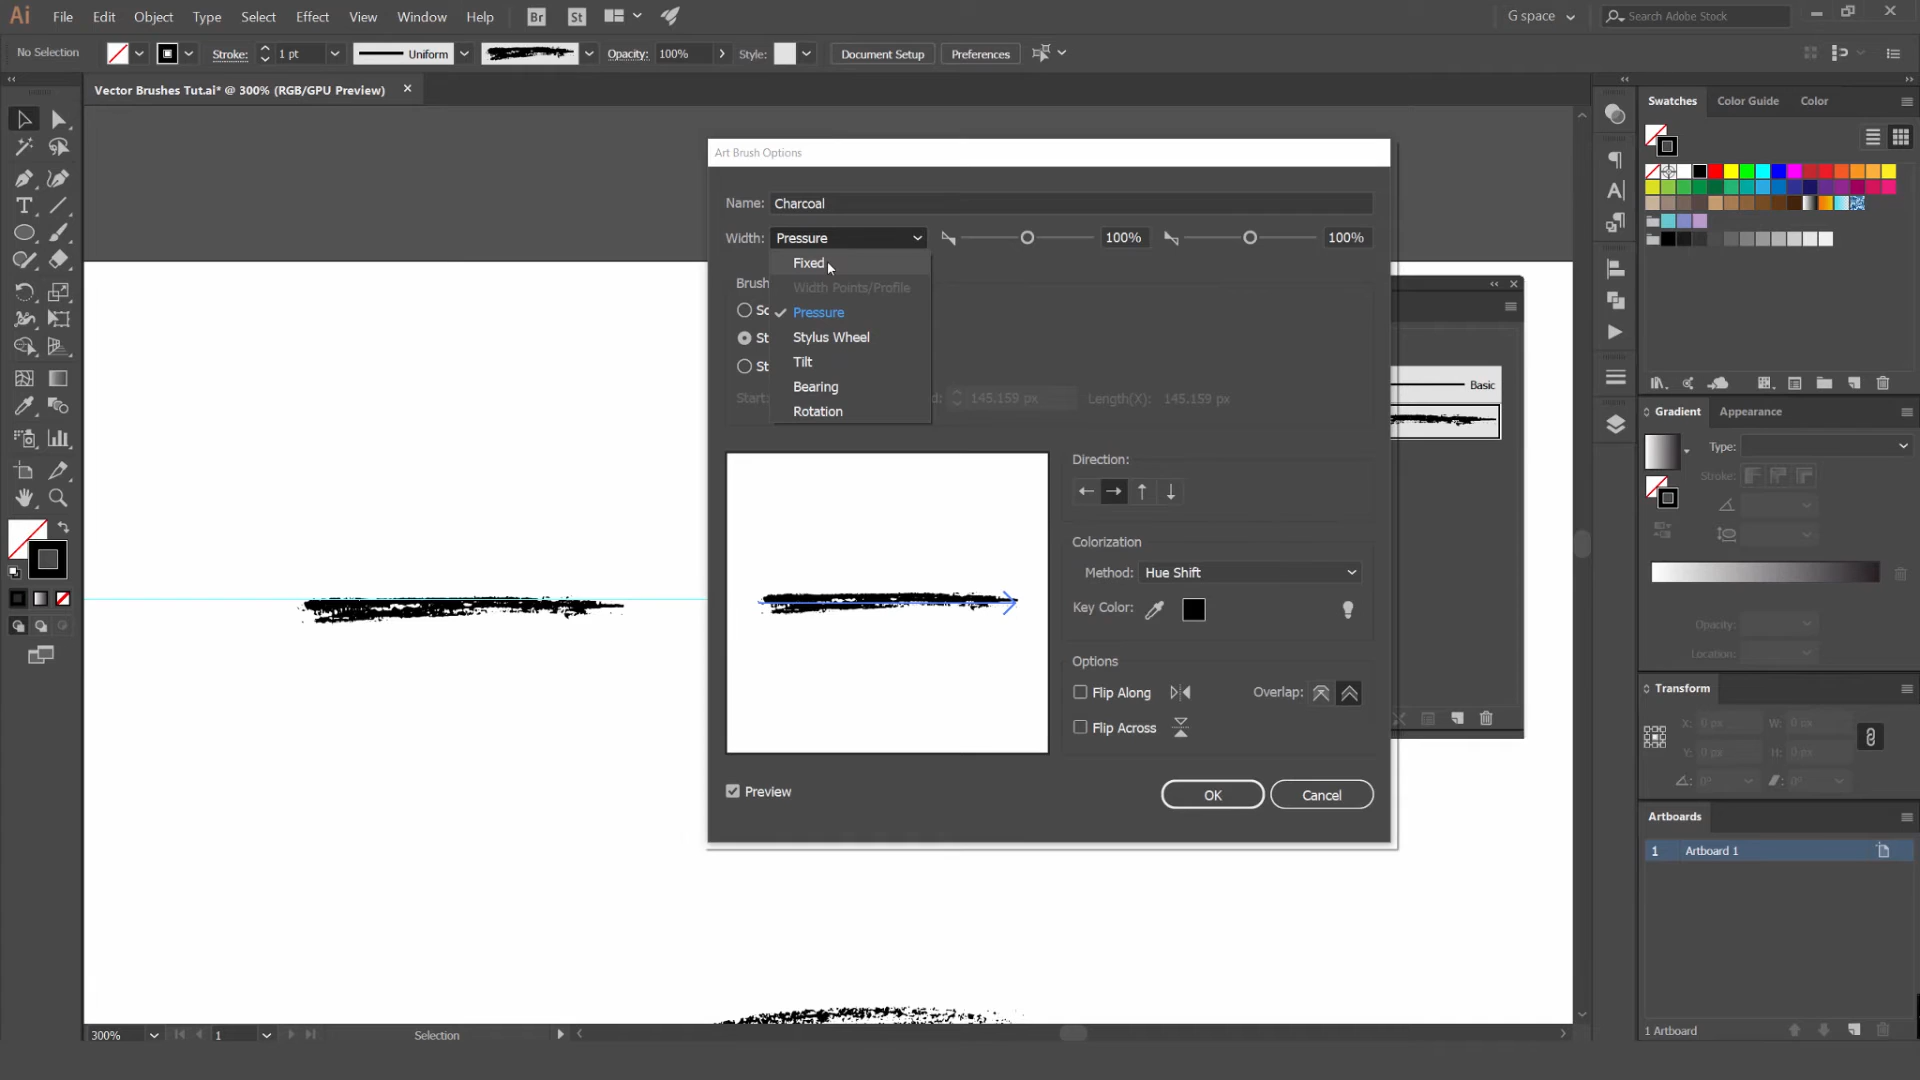 Ai File Edit Object Type Select Effect View Window Help Br St G space Search Adobe Stock
No Selection Stroke: 1 pt Uniform Opacity: 100% Style: Document Setup Preferences
Vector Brushes Tut.ai* @ 300% (RGB/GPU Preview)
Swatches Color Guide Color
Art Brush Options
Name: Charcoal
Width: Pressure 100% 100%
Fixed
Width Points/Profile
Pressure
Stylus Wheel
Tilt
Bearing
Rotation
Brush
Sc
St
St
Start: d: 145.159 px Length(X): 145.159 px
Basic
Direction:
Colorization
Method: Hue Shift
Key Color:
Options
Flip Along Overlap:
Flip Across
Preview OK Cancel
Gradient Appearance
Type:
Stroke:
Opacity:
Location:
Transform
X: 0 px W: 0 px
Y: 0 px H: 0 px
0° 0°
Artboards
1 Artboard 1
1 Artboard
300% 1 Selection